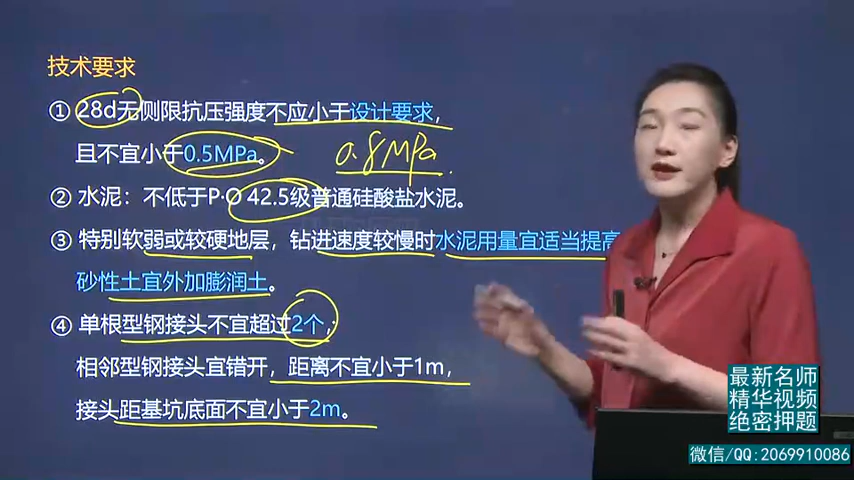 技术要求
① 28d无侧限抗压强度不应小于设计要求，
且不宜小于0.5MPa。
0.8MPa
② 水泥：不低于P·O 42.5级普通硅酸盐水泥。
③ 特别软弱或较硬地层，钻进速度较慢时水泥用量宜适当提高
砂性土宜外加膨润土。
④ 单根型钢接头不宜超过2个，
相邻型钢接头宜错开，距离不宜小于1m，
接头距基坑底面不宜小于2m。
最新名师
精华视频
绝密押题
微信/QQ:2069910086